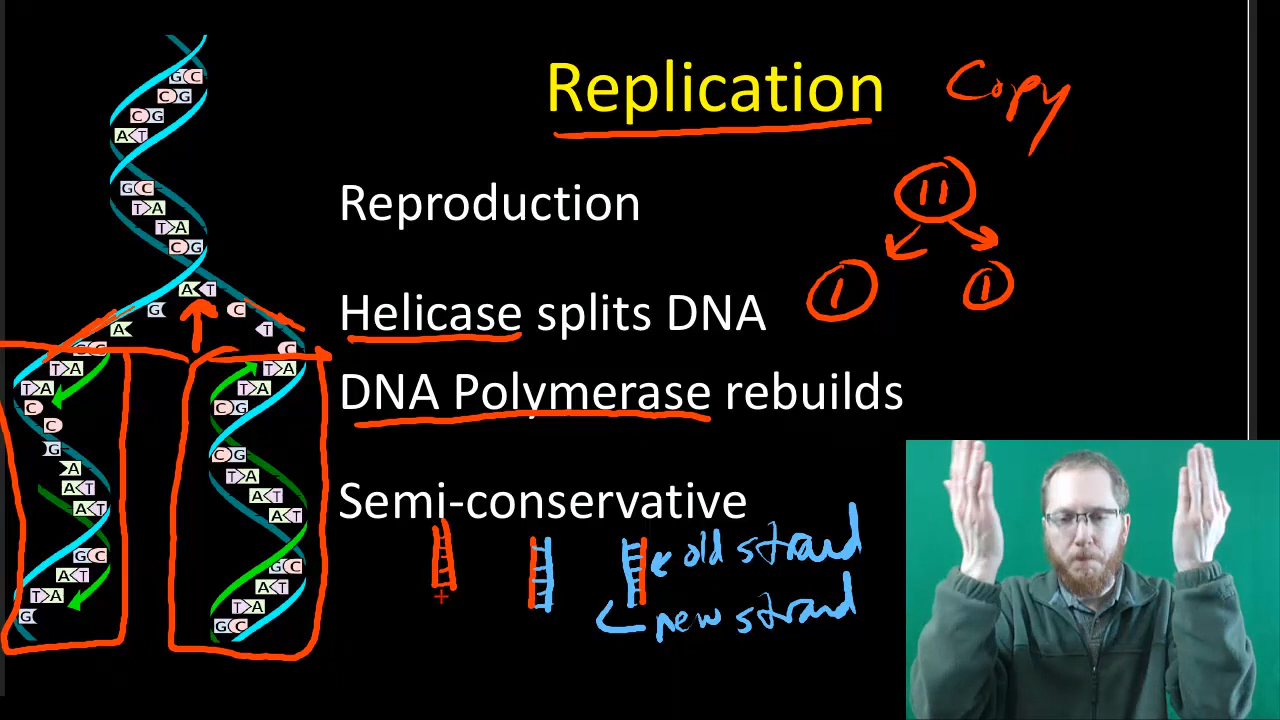 Replication
Copy
Reproduction
Helicase splits DNA
DNA Polymerase rebuilds
Semi-conservative
old strand
new strand
G C
C G
C G
A T
G C
T A
T A
C G
A T
G
C
A
T
C G
C
T A
T A
T A
T A
C
C G
C
G
C G
A
T A
A T
A T
A T
A T
G C
G C
A T
A T
T A
T A
G
G C